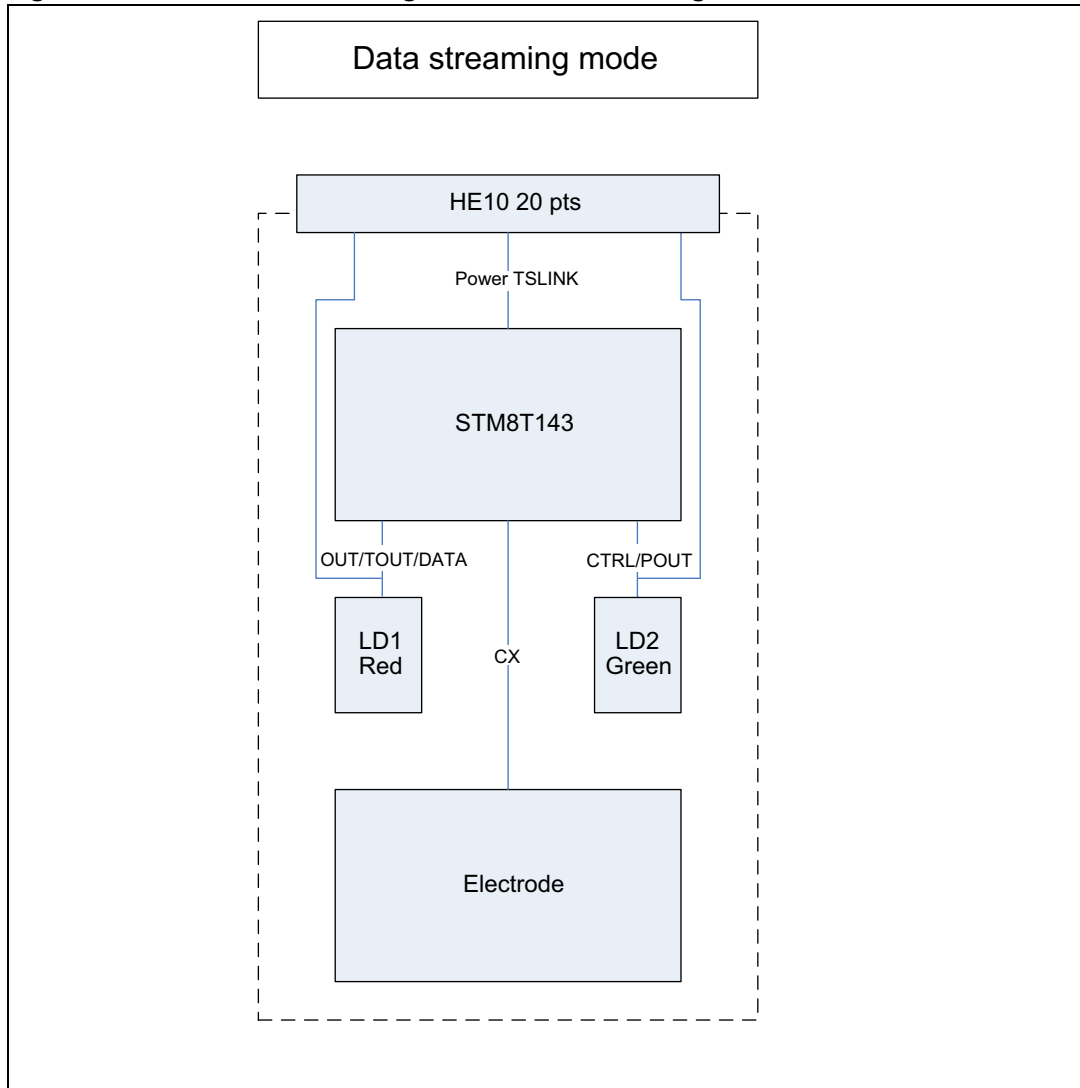 Data streaming mode
HE10 20 pts
Power TSLINK
STM8T143
OUT/TOUT/DATA
CTRL/POUT
LD1
Red
LD2
Green
CX
Electrode